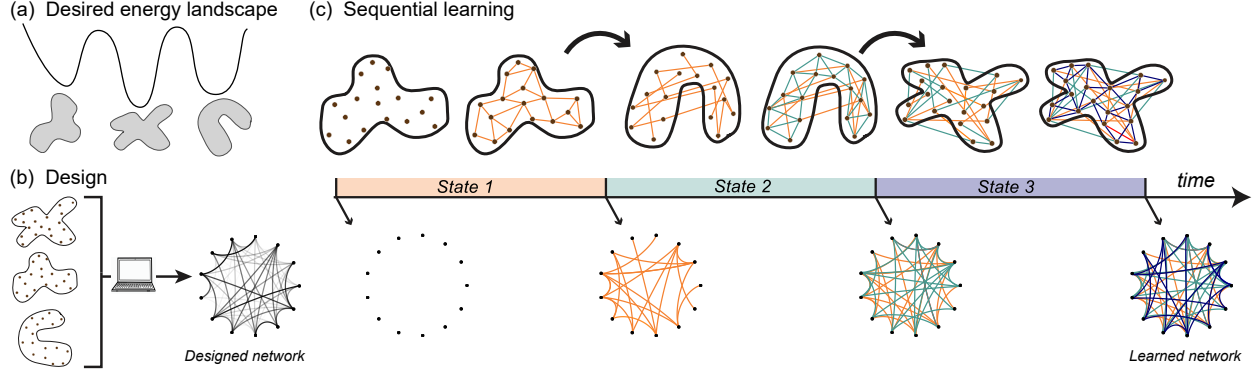 (a) Desired energy landscape
(c) Sequential learning
(b) Design
State 1
State 2
State 3
time
Designed network
Learned network